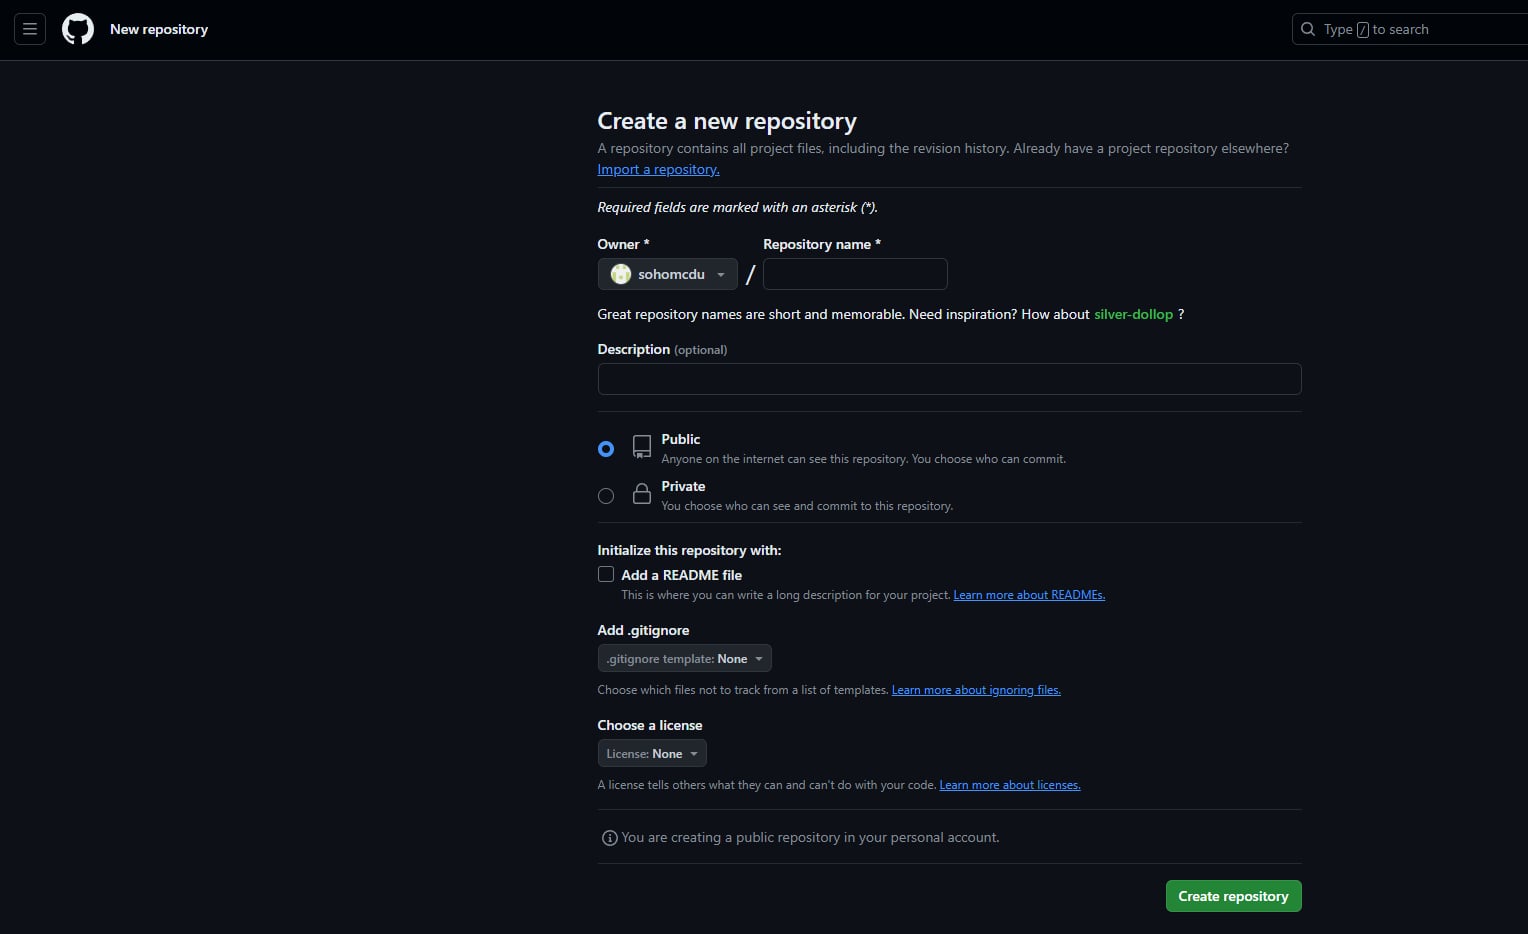 New repository
Type / to search
Create a new repository
A repository contains all project files, including the revision history. Already have a project repository elsewhere?
Import a repository.
Required fields are marked with an asterisk (*).
Owner * Repository name *
sohomcdu /
Great repository names are short and memorable. Need inspiration? How about silver-dollop ?
Description (optional)
Public
Anyone on the internet can see this repository. You choose who can commit.
Private
You choose who can see and commit to this repository.
Initialize this repository with:
Add a README file
This is where you can write a long description for your project. Learn more about READMEs.
Add .gitignore
.gitignore template: None
Choose which files not to track from a list of templates. Learn more about ignoring files.
Choose a license
License: None
A license tells others what they can and can't do with your code. Learn more about licenses.
You are creating a public repository in your personal account.
Create repository